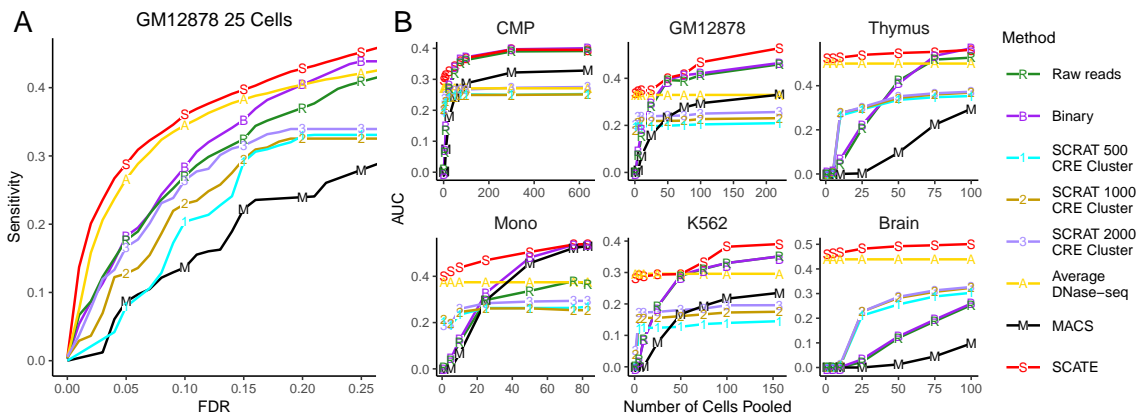 A
GM12878 25 Cells
Sensitivity
0.4
0.3
0.2
0.1
0.0
0.00 0.05 0.10 0.15 0.20 0.25
FDR
B
AUC
CMP
0.4
0.3
0.2
0.1
0.0
0 200 400 600
GM12878
0.4
0.2
0.0
0 50 100 150 200
Thymus
0.4
0.2
0.0
0 25 50 75 100
Mono
0.4
0.2
0.0
0 20 40 60 80
K562
0.4
0.3
0.2
0.1
0.0
0 50 100 150
Brain
0.5
0.4
0.3
0.2
0.1
0.0
0 25 50 75 100
Number of Cells Pooled
Method
R Raw reads
B Binary
1 SCRAT 500
CRE Cluster
2 SCRAT 1000
CRE Cluster
3 SCRAT 2000
CRE Cluster
A Average
DNase−seq
M MACS
S SCATE